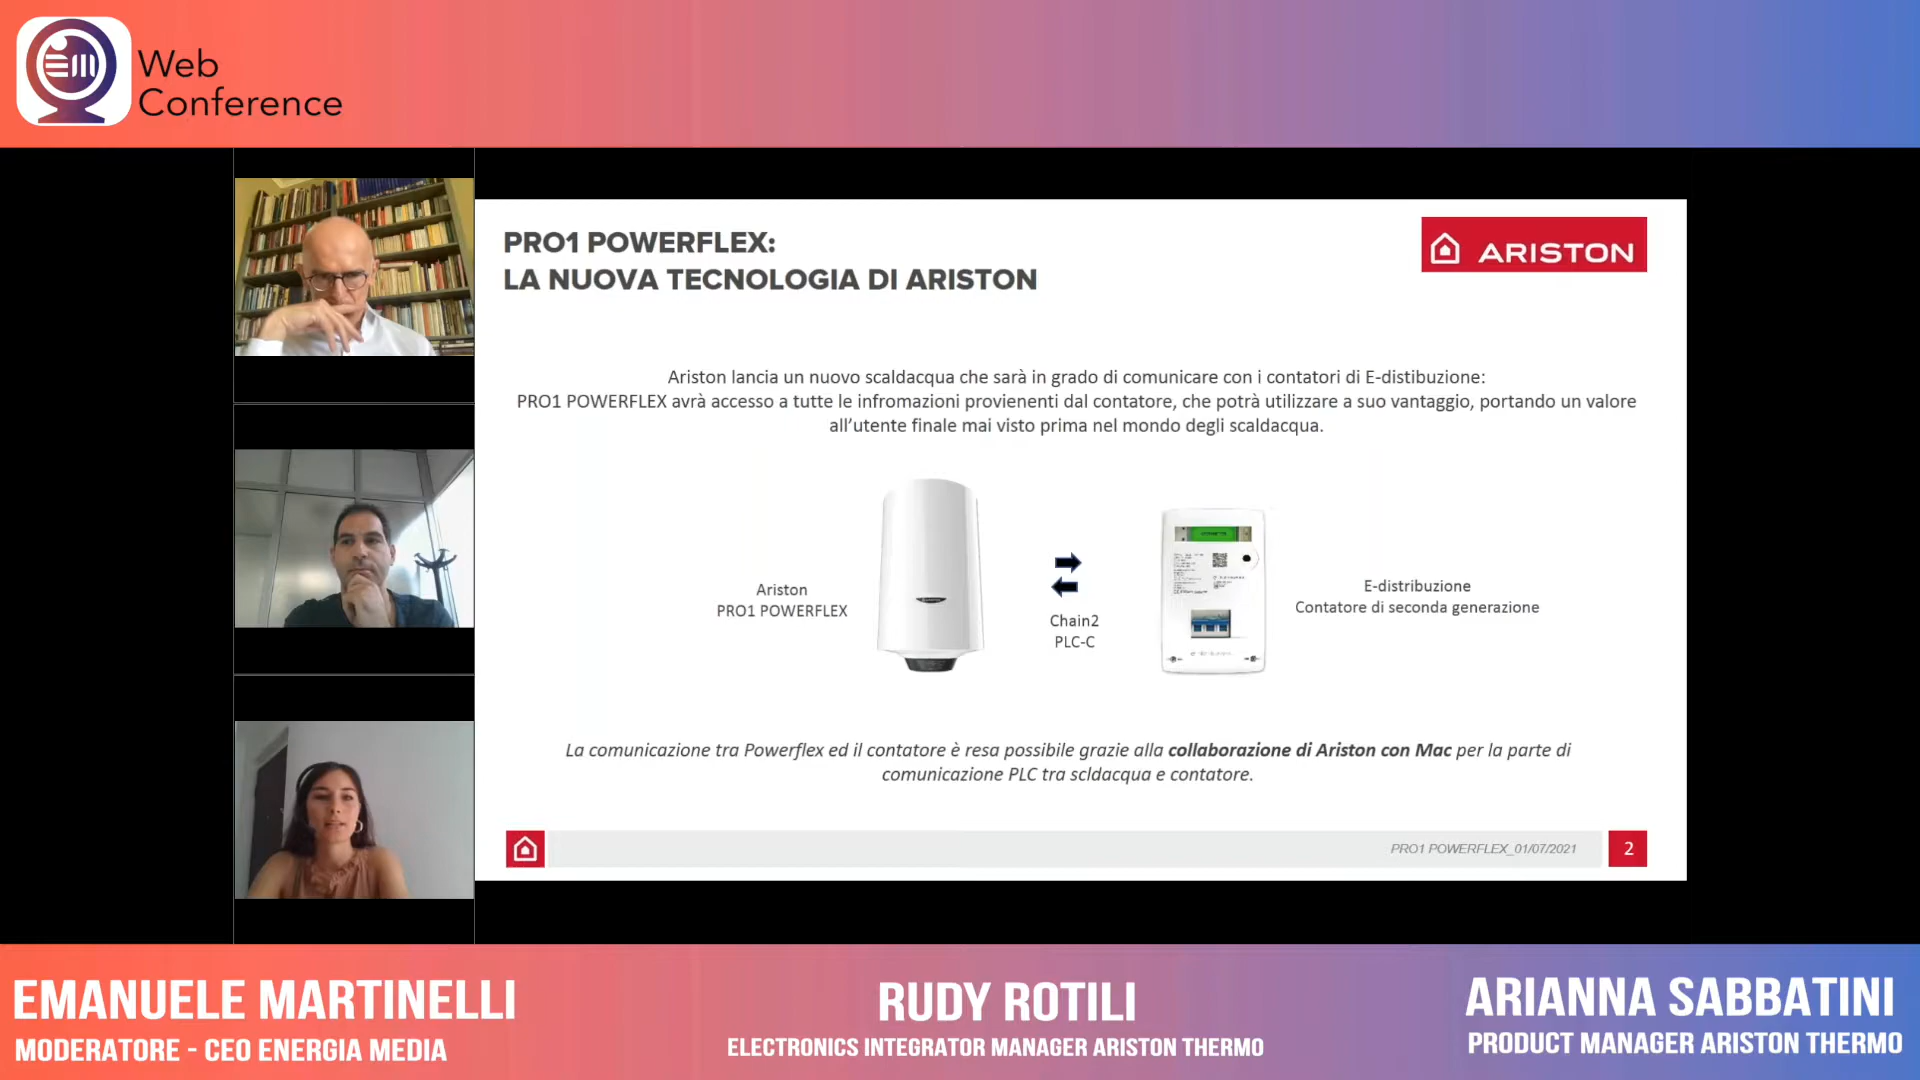 Web
Conference
PRO1 POWERFLEX:
LA NUOVA TECNOLOGIA DI ARISTON
ARISTON
Ariston lancia un nuovo scaldacqua che sarà in grado di comunicare con i contatori di E-distibuzione:
PRO1 POWERFLEX avrà accesso a tutte le infromazioni provienenti dal contatore, che potrà utilizzare a suo vantaggio, portando un valore
all'utente finale mai visto prima nel mondo degli scaldacqua.
Ariston
PRO1 POWERFLEX
Chain2
PLC-C
E-distribuzione
Contatore di seconda generazione
La comunicazione tra Powerflex ed il contatore è resa possibile grazie alla collaborazione di Ariston con Mac per la parte di
comunicazione PLC tra scldacqua e contatore.
PRO1 POWERFLEX_01/07/2021
2
EMANUELE MARTINELLI
MODERATORE - CEO ENERGIA MEDIA
RUDY ROTILI
ELECTRONICS INTEGRATOR MANAGER ARISTON THERMO
ARIANNA SABBATINI
PRODUCT MANAGER ARISTON THERMO